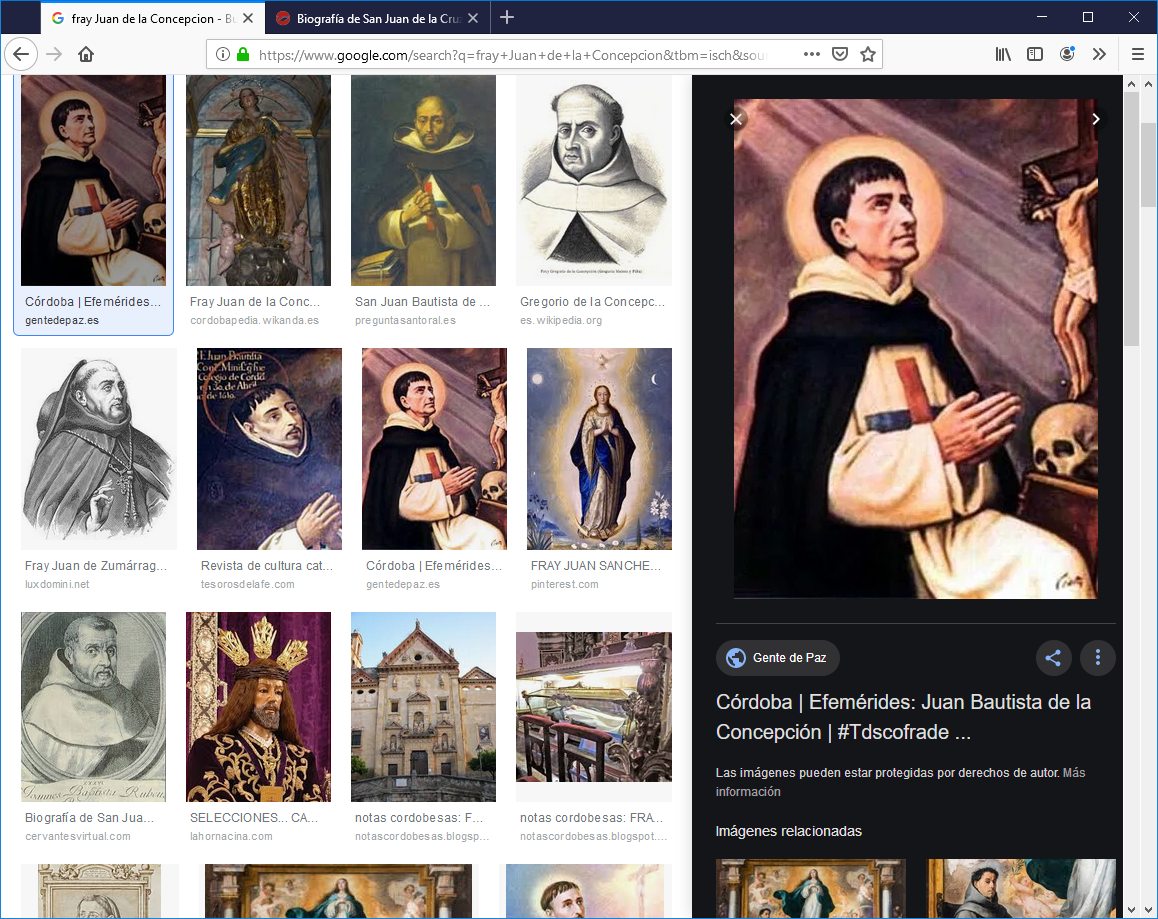 fray Juan de la Concepcion - Bu
Biografía de San Juan de la Cruz
https://www.google.com/search?q=fray+Juan+de+la+Concepcion&tbm=isch&sou
Córdoba | Efemérides...
gentedepaz.es
Fray Juan de la Conc...
cordobapedia.wikanda.es
San Juan Bautista de ...
preguntasantoral.es
Gregorio de la Concepc...
es.wikipedia.org
Fray Juan de Zumárrag...
luxdomini.net
Revista de cultura cat...
tesorosdelafe.com
Córdoba | Efemérides...
gentedepaz.es
FRAY JUAN SANCHE...
pinterest.com
XXXVI
Biografía de San Jua...
cervantesvirtual.com
SELECCIONES... CA...
lahornacina.com
notas cordobesas: F...
notascordobesas.blogsp...
notas cordobesas: FRA...
notascordobesas.blogspot....
Gente de Paz
Córdoba | Efemérides: Juan Bautista de la
Concepción | #Tdscofrade ...
Las imágenes pueden estar protegidas por derechos de autor. Más
información
Imágenes relacionadas